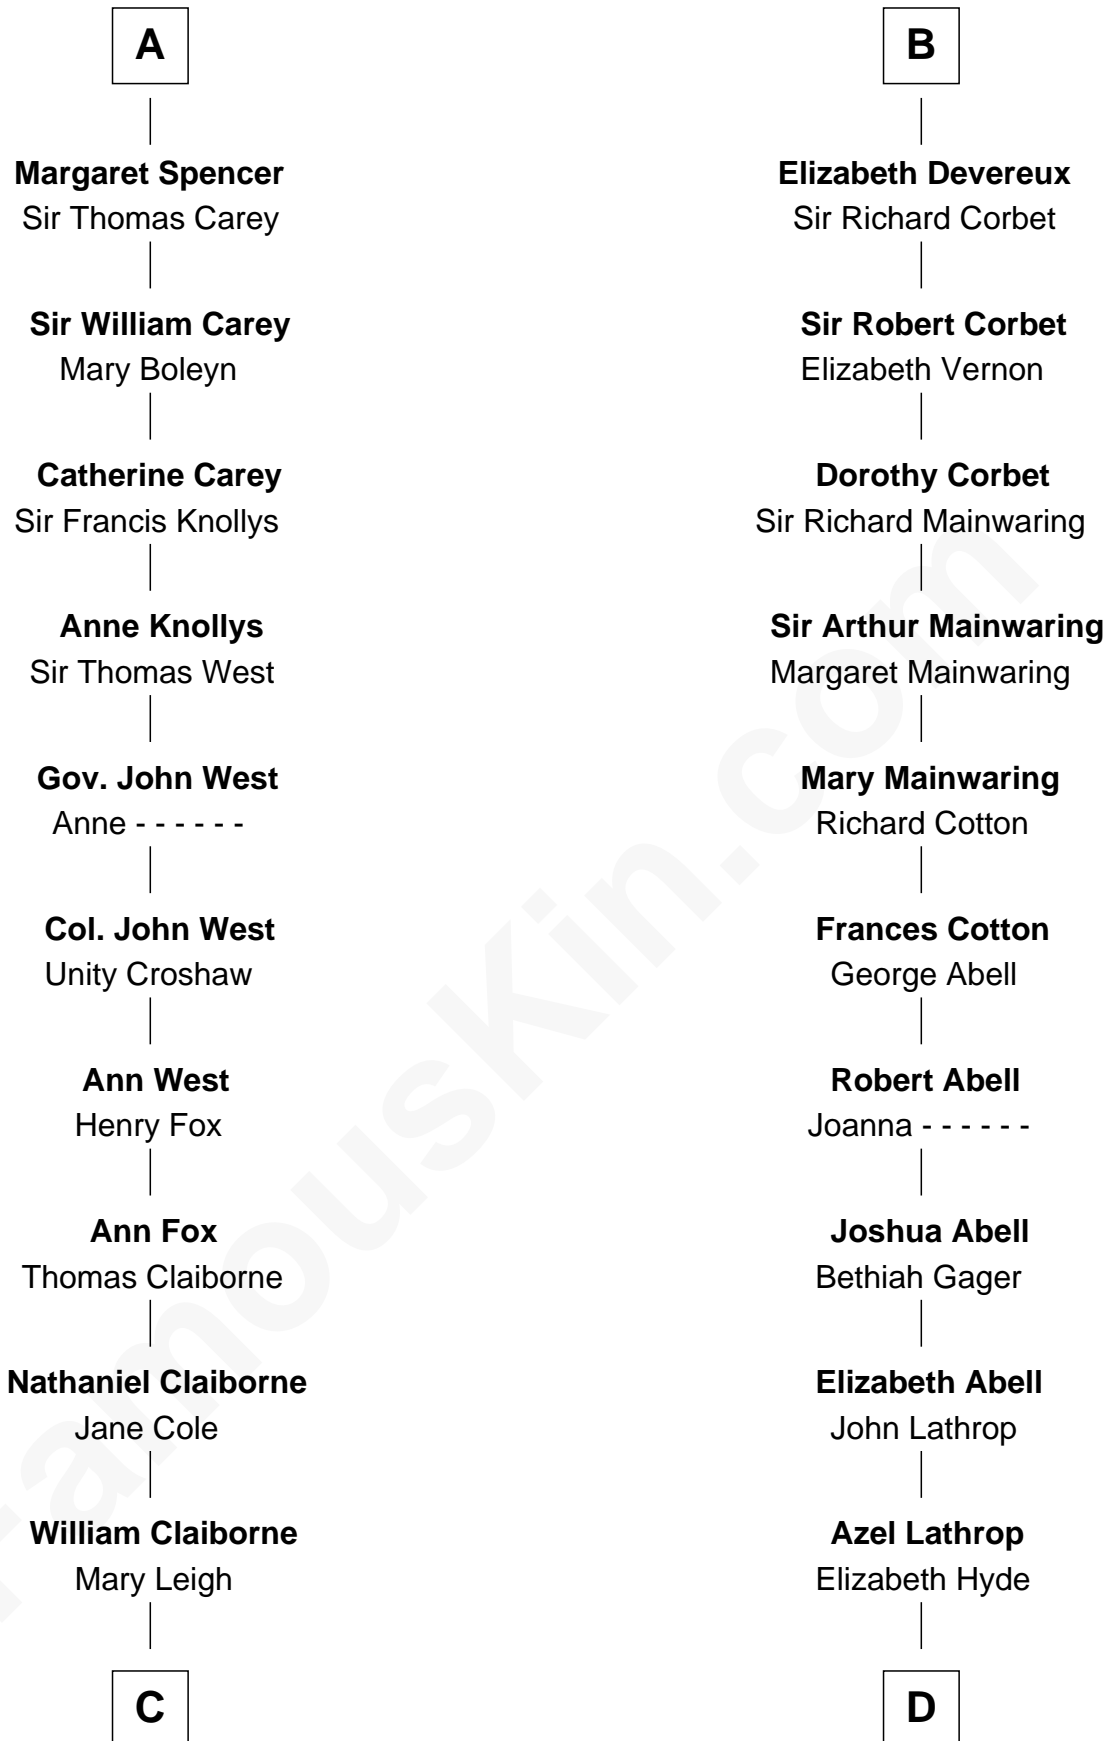 A
Margaret Spencer
Sir Thomas Carey
Sir William Carey
Mary Boleyn
Catherine Carey
Sir Francis Knollys
Anne Knollys
Sir Thomas West
Gov. John West
Anne - - - - - -
Col. John West
Unity Croshaw
Ann West
Henry Fox
Ann Fox
Thomas Claiborne
Nathaniel Claiborne
Jane Cole
William Claiborne
Mary Leigh
C
B
Elizabeth Devereux
Sir Richard Corbet
Sir Robert Corbet
Elizabeth Vernon
Dorothy Corbet
Sir Richard Mainwaring
Sir Arthur Mainwaring
Margaret Mainwaring
Mary Mainwaring
Richard Cotton
Frances Cotton
George Abell
Robert Abell
Joanna - - - - - -
Joshua Abell
Bethiah Gager
Elizabeth Abell
John Lathrop
Azel Lathrop
Elizabeth Hyde
D
FamousKin.com